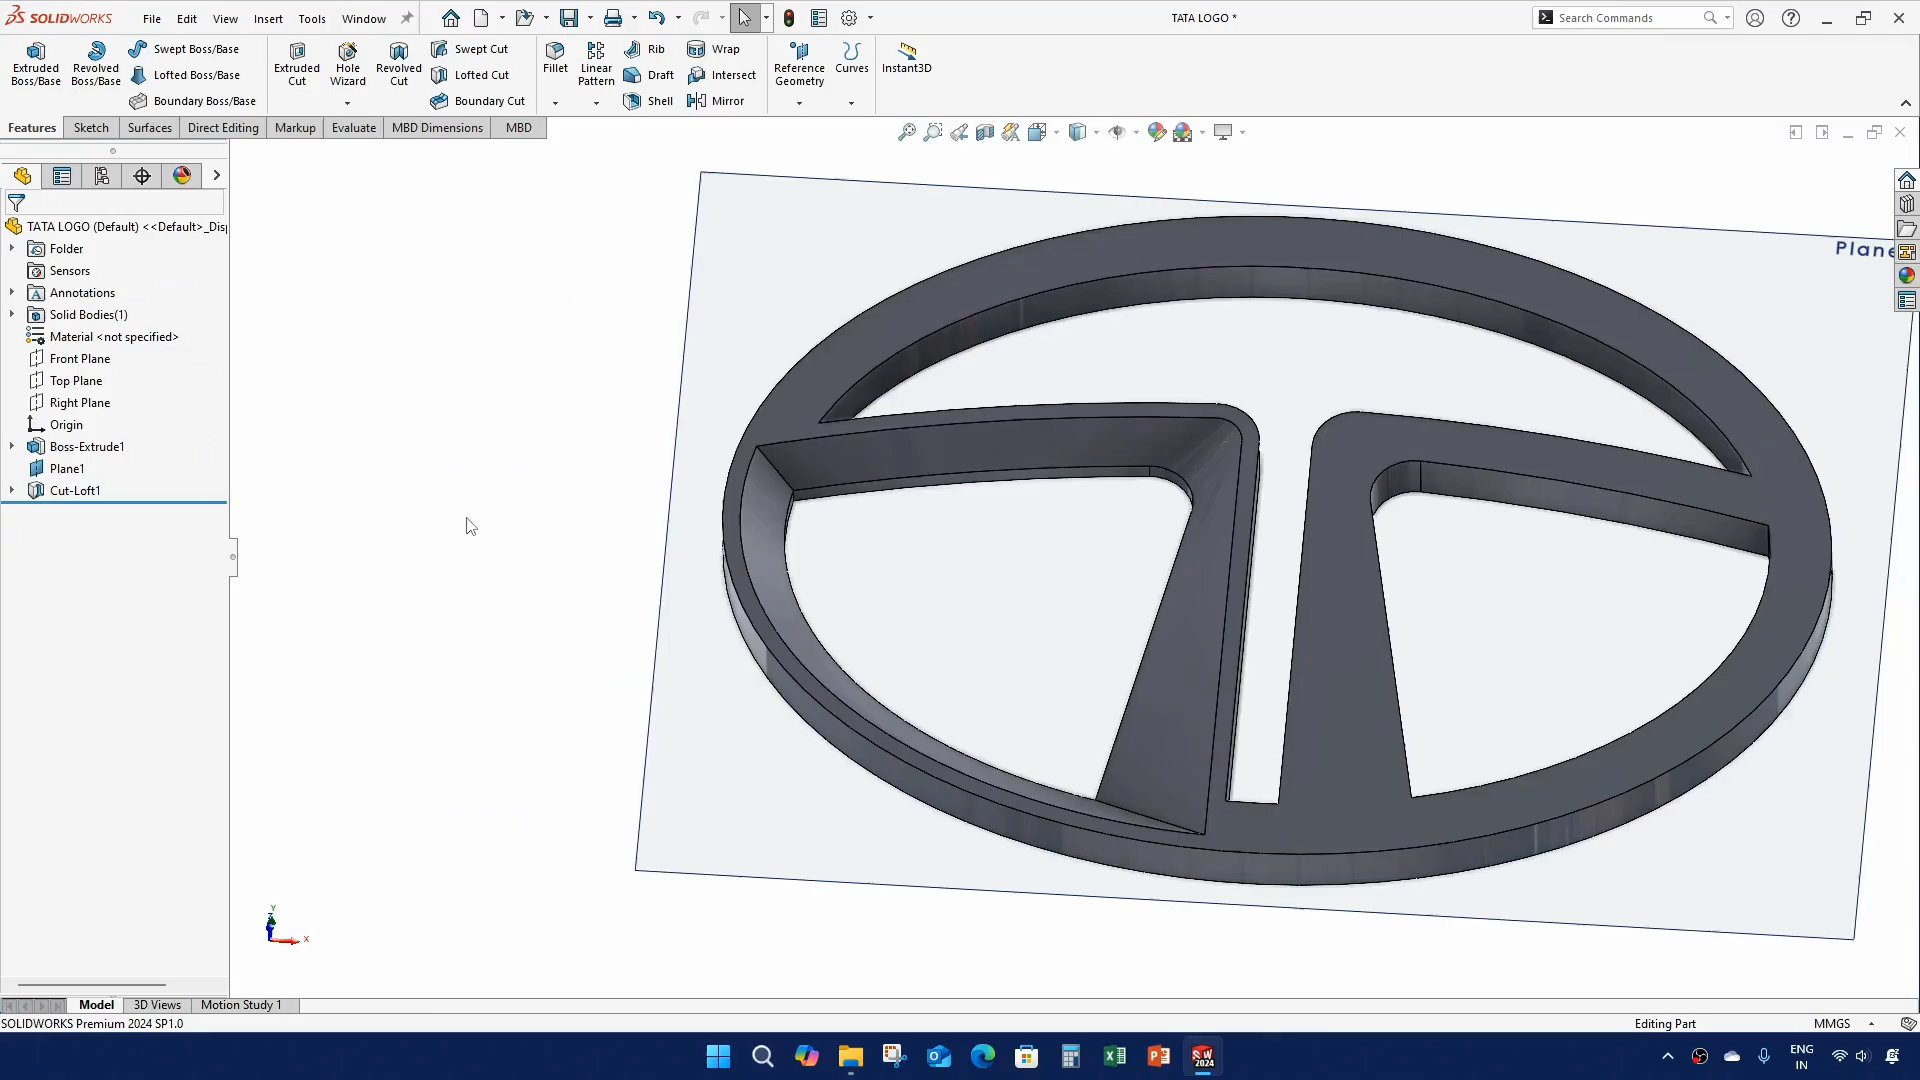 SOLIDWORKS File Edit View Insert Tools Window TATA LOGO * Search Commands
Extruded Boss/Base
Revolved Boss/Base
Swept Boss/Base
Lofted Boss/Base
Boundary Boss/Base
Extruded Cut
Hole Wizard
Revolved Cut
Swept Cut
Lofted Cut
Boundary Cut
Fillet
Linear Pattern
Rib
Draft
Shell
Wrap
Intersect
Mirror
Reference Geometry
Curves
Instant3D
Features Sketch Surfaces Direct Editing Markup Evaluate MBD Dimensions MBD
TATA LOGO (Default) <<Default>_Disp
Folder
Sensors
Annotations
Solid Bodies(1)
Material <not specified>
Front Plane
Top Plane
Right Plane
Origin
Boss-Extrude1
Plane1
Cut-Loft1
Plane
Y
Z
X
Model 3D Views Motion Study 1
SOLIDWORKS Premium 2024 SP1.0 Editing Part MMGS
SW
2024
ENG
IN